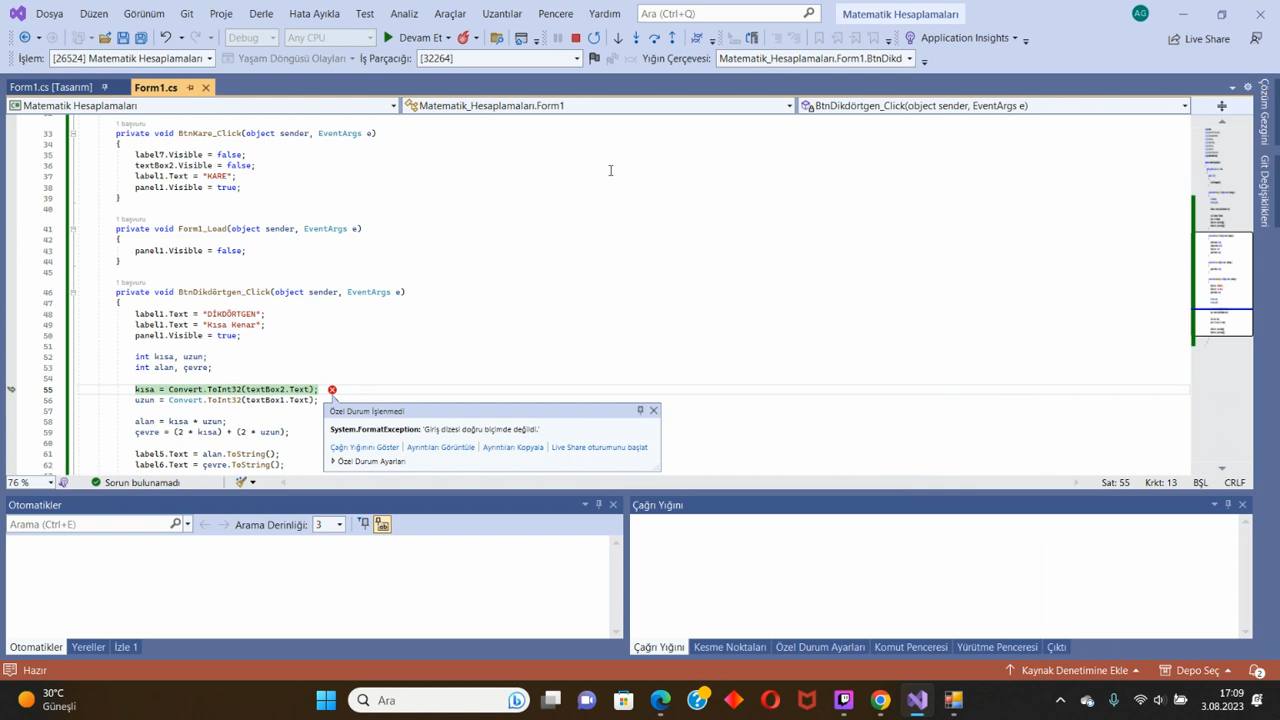 Dosya Düzen Görünüm Git Proje Derle Hata Ayıkla Test Analiz Araçlar Uzantılar Pencere Yardım Ara (Ctrl+Q) Matematik Hesaplamaları AG
Debug Any CPU Devam Et Application Insights Live Share
İşlem: [26524] Matematik Hesaplamaları Yaşam Döngüsü Olayları İş Parçacığı: [32264] Yığın Çerçevesi: Matematik_Hesaplamaları.Form1.BtnDikd
Form1.cs [Tasarım] Form1.cs
Matematik Hesaplamaları Matematik_Hesaplamaları.Form1 BtnDikdörtgen_Click(object sender, EventArgs e)
Çözüm Gezgini
Git Değişiklikleri
1 başvuru
33 private void BtnKare_Click(object sender, EventArgs e)
34 {
35 label7.Visible = false;
36 textBox2.Visible = false;
37 label1.Text = "KARE";
38 panel1.Visible = true;
39 }
40
1 başvuru
41 private void Form1_Load(object sender, EventArgs e)
42 {
43 panel1.Visible = false;
44 }
45
1 başvuru
46 private void BtnDikdörtgen_Click(object sender, EventArgs e)
47 {
48 label1.Text = "DİKDÖRTGEN";
49 label1.Text = "Kısa Kenar";
50 panel1.Visible = true;
51
52 int kısa, uzun;
53 int alan, çevre;
54
55 kısa = Convert.ToInt32(textBox2.Text);
56 uzun = Convert.ToInt32(textBox1.Text);
57
58 alan = kısa * uzun;
59 çevre = (2 * kısa) + (2 * uzun);
60
61 label5.Text = alan.ToString();
62 label6.Text = çevre.ToString();
Özel Durum İşlenmedi
System.FormatException: 'Giriş dizesi doğru biçimde değildi.'
Çağrı Yığınını Göster Ayrıntıları Görüntüle Ayrıntıları Kopyala Live Share oturumunu başlat
Özel Durum Ayarları
76 % Sorun bulunamadı Sat: 55 Krkt: 13 BŞL CRLF
Otomatikler
Arama (Ctrl+E) Arama Derinliği: 3
Çağrı Yığını
Otomatikler Yereller İzle 1
Çağrı Yığını Kesme Noktaları Özel Durum Ayarları Komut Penceresi Yürütme Penceresi Çıktı
Hazır Kaynak Denetimine Ekle Depo Seç 2
30°C
Güneşli
Ara
17:09
3.08.2023